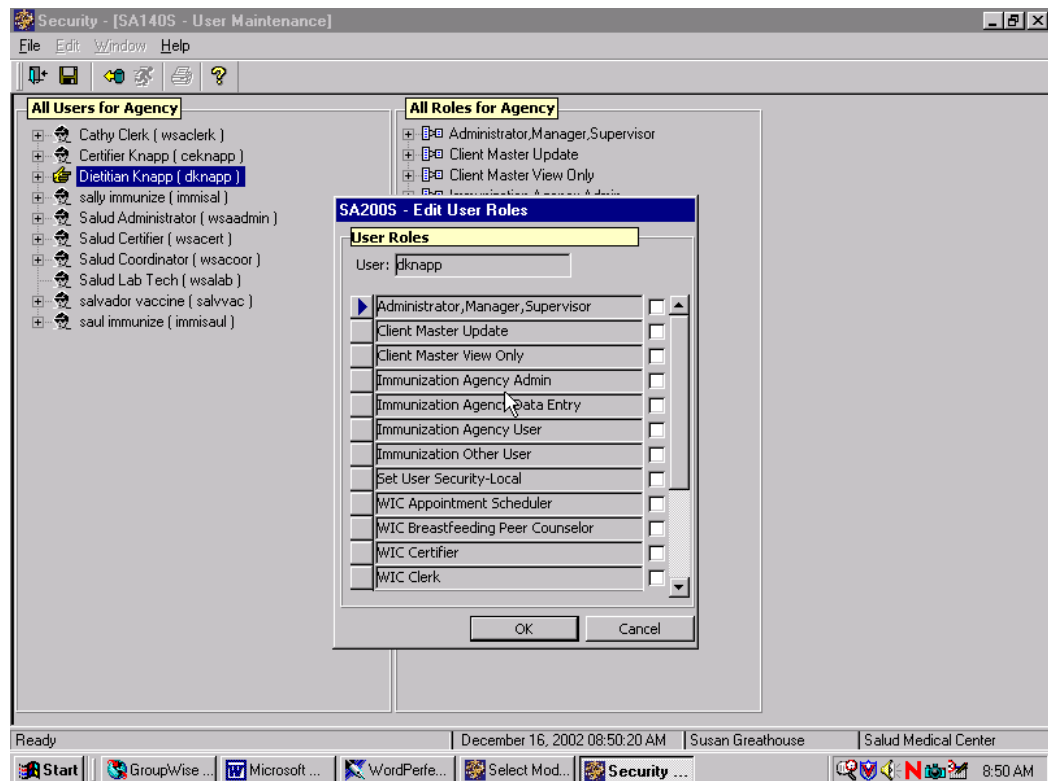 Security - [SA140S - User Maintenance]
File Edit Window Help
All Users for Agency
Cathy Clerk ( wsaclerk )
Certifier Knapp ( ceknapp )
Dietitian Knapp ( dknapp )
sally immunize ( immisal )
Salud Administrator ( wsaadmin )
Salud Certifier ( wsacert )
Salud Coordinator ( wsacoor )
Salud Lab Tech ( wsalab )
salvador vaccine ( salvvac )
saul immunize ( immisaul )
All Roles for Agency
Administrator,Manager,Supervisor
Client Master Update
Client Master View Only
Immunization Agency Admin
SA200S - Edit User Roles
User Roles
User: dknapp
Administrator,Manager,Supervisor
Client Master Update
Client Master View Only
Immunization Agency Admin
Immunization Agency Data Entry
Immunization Agency User
Immunization Other User
Set User Security-Local
WIC Appointment Scheduler
WIC Breastfeeding Peer Counselor
WIC Certifier
WIC Clerk
OK Cancel
Ready December 16, 2002 08:50:20 AM Susan Greathouse Salud Medical Center
Start GroupWise ... Microsoft ... WordPerfe... Select Mod... Security ... 8:50 AM